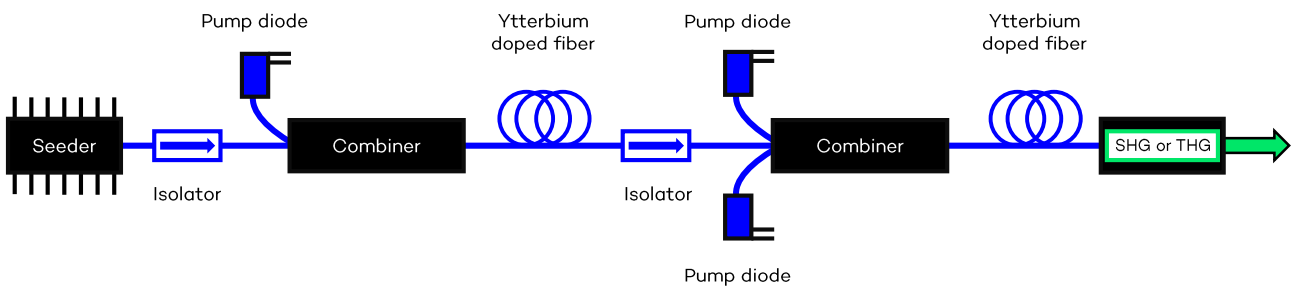 Pump diode
Ytterbium
doped fiber
Pump diode
Ytterbium
doped fiber
Seeder
Combiner
Combiner
SHG or THG
Isolator
Isolator
Pump diode